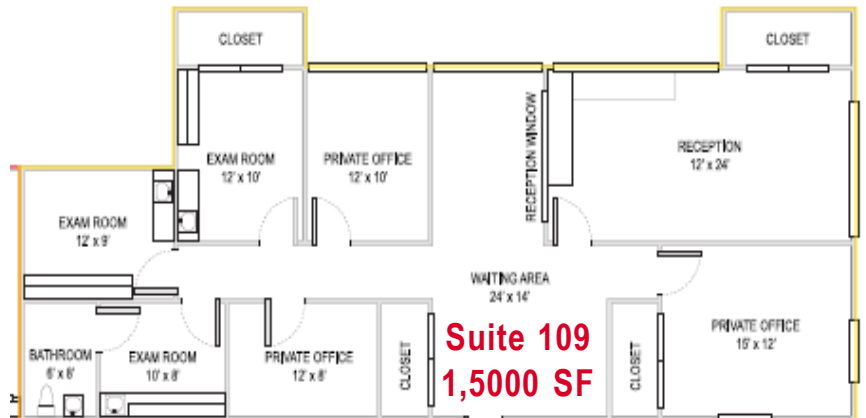 CLOSET
CLOSET
EXAM ROOM
12' x 10'
PRIVATE OFFICE
12' x 10'
RECEPTION WINDOW
RECEPTION
12' x 24'
EXAM ROOM
12' x 9'
WAITING AREA
24' x 14'
BATHROOM
6' x 8'
EXAM ROOM
10' x 8'
PRIVATE OFFICE
12' x 8'
CLOSET
Suite 109
1,5000 SF
CLOSET
PRIVATE OFFICE
15' x 12'